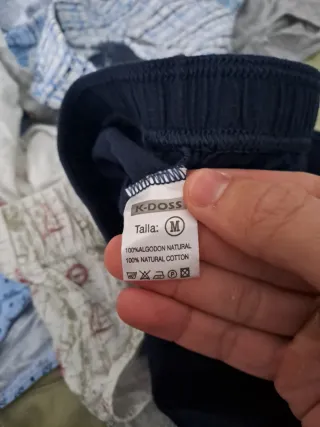 K-DOSS
Talla: M
100%ALGODON NATURAL
100% NATURAL COTTON